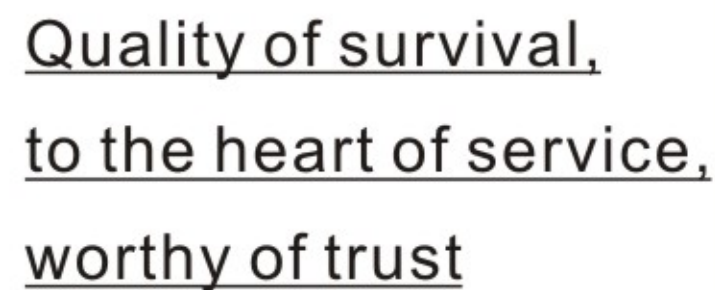 Quality of survival,
to the heart of service,
worthy of trust